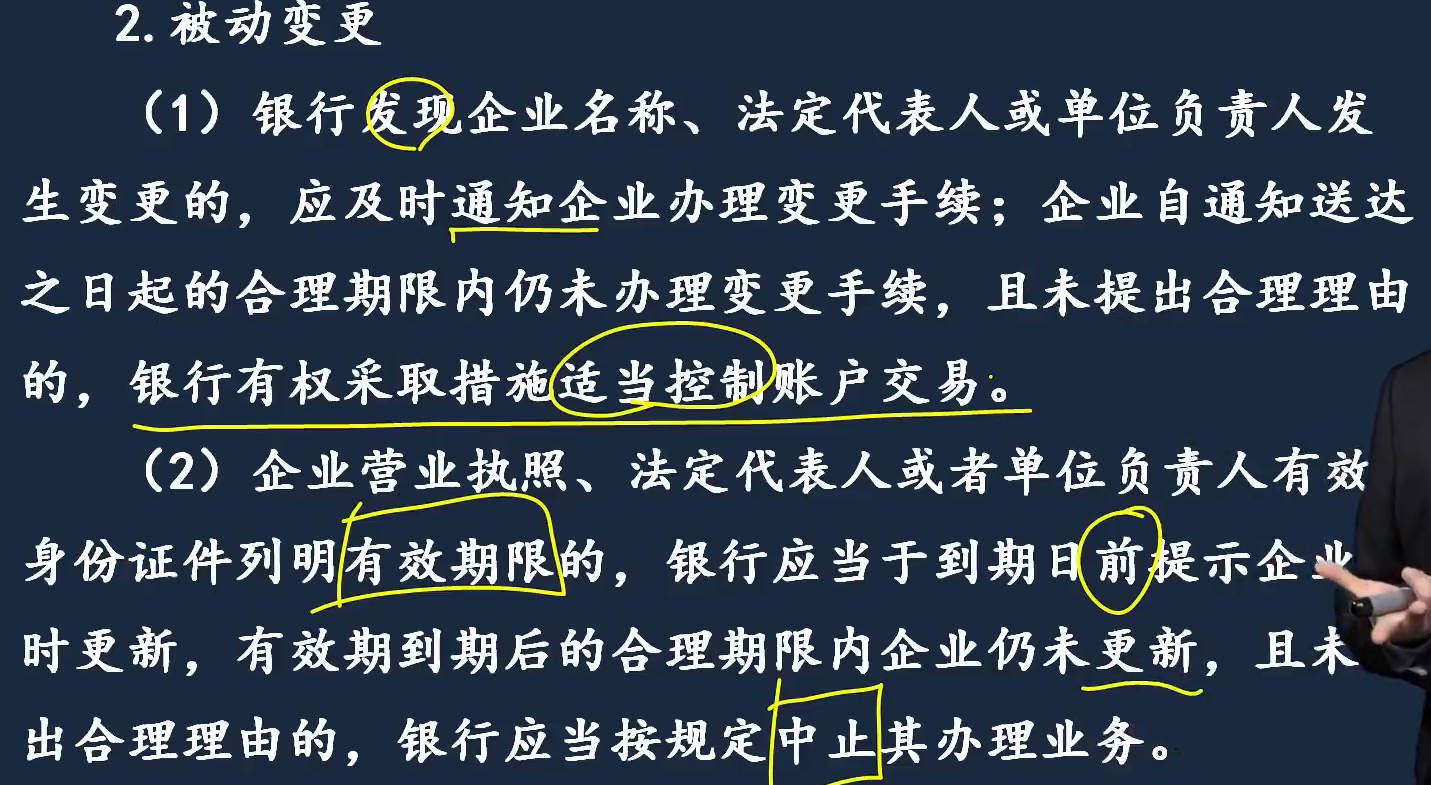 2.被动变更
（1）银行发现企业名称、法定代表人或单位负责人发
生变更的，应及时通知企业办理变更手续；企业自通知送达
之日起的合理期限内仍未办理变更手续，且未提出合理理由
的，银行有权采取措施适当控制账户交易。
（2）企业营业执照、法定代表人或者单位负责人有效
身份证件列明有效期限的，银行应当于到期日前提示企业
时更新，有效期到期后的合理期限内企业仍未更新，且未
出合理理由的，银行应当按规定中止其办理业务。